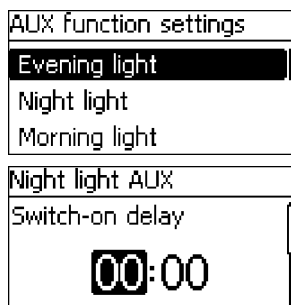 AUX function settings
Evening light
Night light
Morning light
Night light AUX
Switch-on delay
00:00